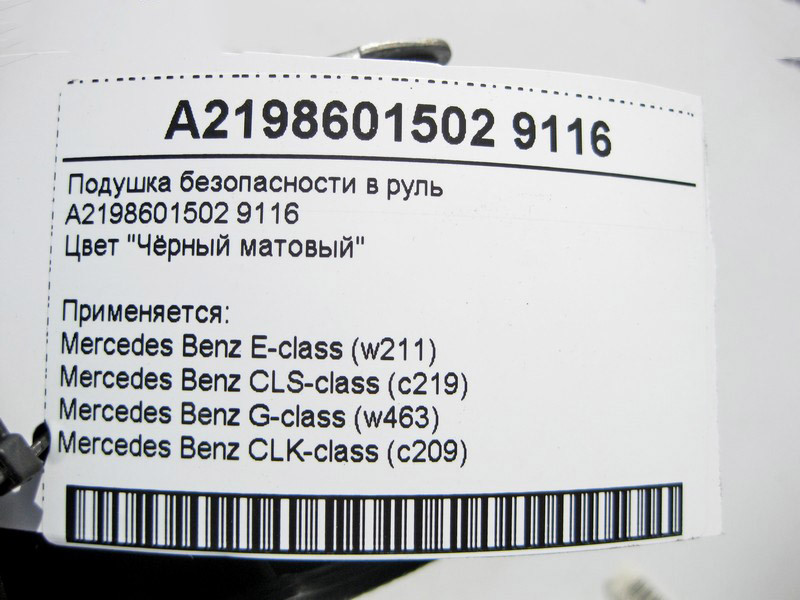 A2198601502 9116
Подушка безопасности в руль
A2198601502 9116
Цвет "Чёрный матовый"
Применяется:
Mercedes Benz E-class (w211)
Mercedes Benz CLS-class (c219)
Mercedes Benz G-class (w463)
Mercedes Benz CLK-class (c209)